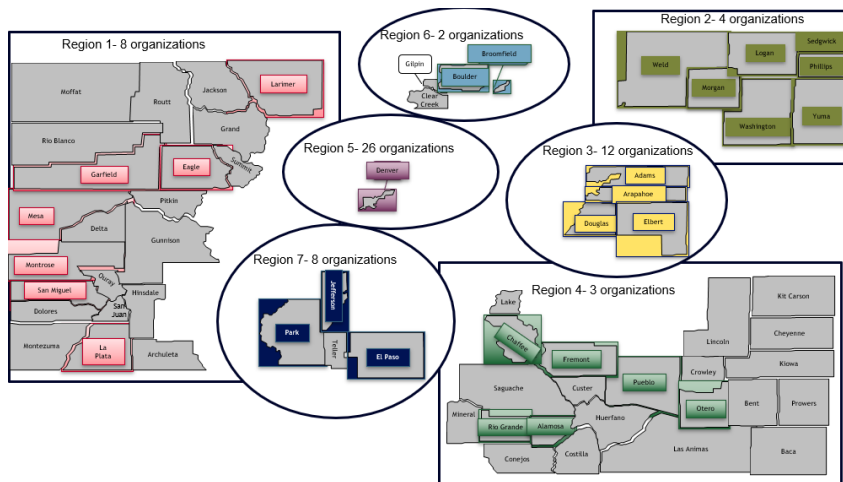 Region 1- 8 organizations
Moffat
Routt
Jackson
Larimer
Rio Blanco
Grand
Garfield
Eagle
Summit
Mesa
Pitkin
Delta
Gunnison
Montrose
Ouray
San Miguel
Hinsdale
San
Juan
Dolores
Montezuma
La
Plata
Archuleta
Region 6- 2 organizations
Broomfield
Gilpin
Boulder
Clear
Creek
Region 5- 26 organizations
Denver
Region 7- 8 organizations
Jefferson
Park
Teller
El Paso
Region 2- 4 organizations
Sedgwick
Logan
Weld
Phillips
Morgan
Yuma
Washington
Region 3- 12 organizations
Adams
Arapahoe
Douglas
Elbert
Region 4- 3 organizations
Lake
Kit Carson
Chaffee
Lincoln
Cheyenne
Fremont
Kiowa
Crowley
Pueblo
Saguache
Custer
Otero
Bent
Prowers
Mineral
Huerfano
Rio Grande
Alamosa
Las Animas
Baca
Conejos
Costilla